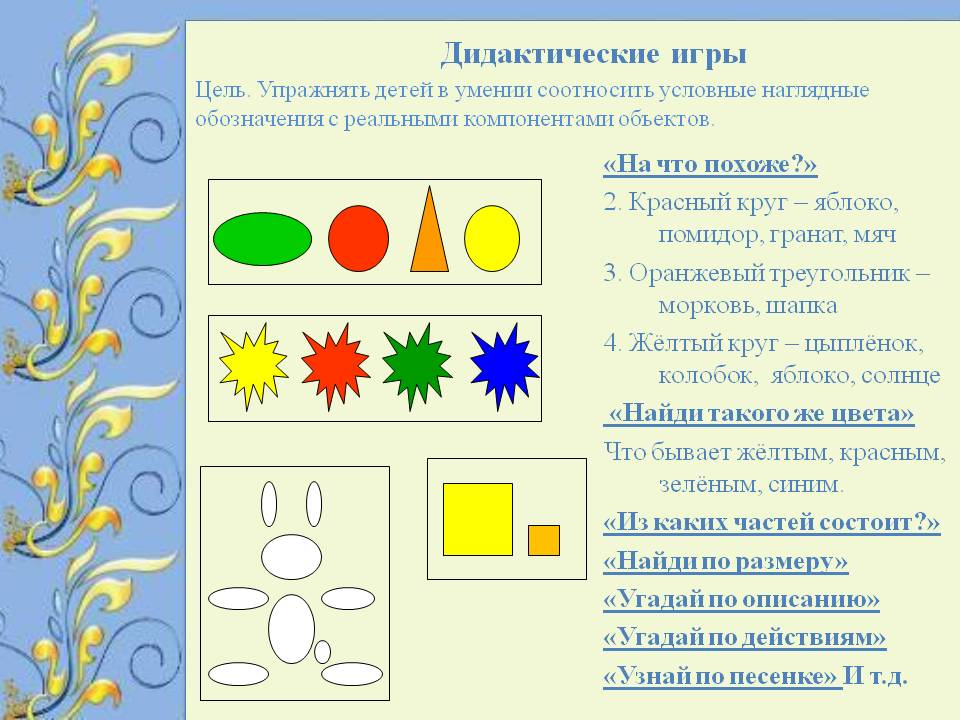 Дидактические игры
Цель. Упражнять детей в умении соотносить условные наглядные
обозначения с реальными компонентами объектов.
«На что похоже?»
2. Красный круг – яблоко,
помидор, гранат, мяч
3. Оранжевый треугольник –
морковь, шапка
4. Жёлтый круг – цыплёнок,
колобок, яблоко, солнце
«Найди такого же цвета»
Что бывает жёлтым, красным,
зелёным, синим.
«Из каких частей состоит?»
«Найди по размеру»
«Угадай по описанию»
«Угадай по действиям»
«Узнай по песенке» И т.д.